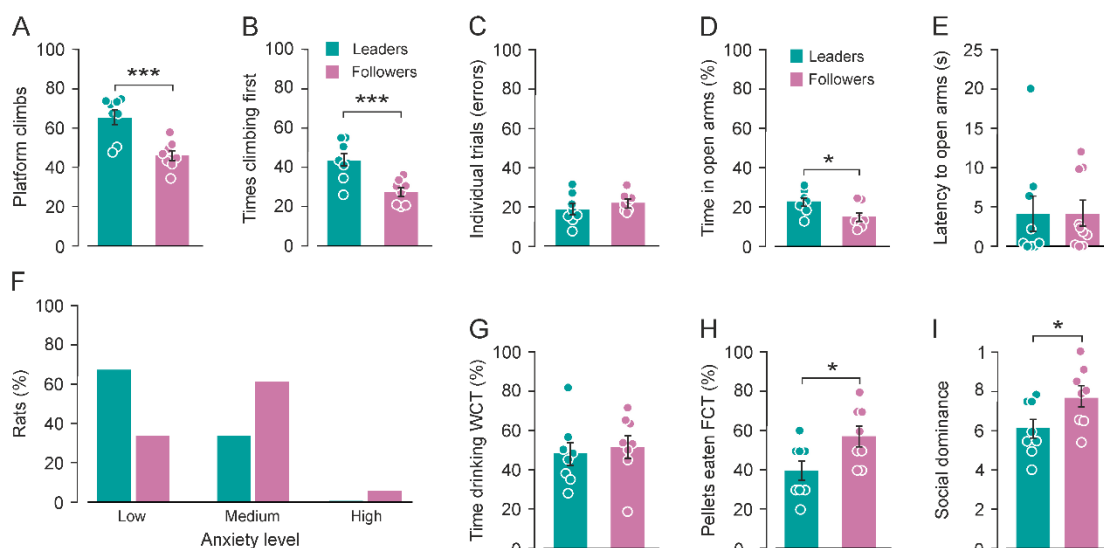 A
Platform climbs
100
80
60
40
20
0
***
B
Times climbing first
100
80
60
40
20
0
Leaders
Followers
***
C
Individual trials (errors)
100
80
60
40
20
0
D
Time in open arms (%)
100
80
60
40
20
0
Leaders
Followers
*
E
Latency to open arms (s)
25
20
15
10
5
0
F
Rats (%)
100
80
60
40
20
0
Low Medium High
Anxiety level
G
Time drinking WCT (%)
100
80
60
40
20
0
H
Pellets eaten FCT (%)
100
80
60
40
20
0
*
I
Social dominance
1
8
6
4
2
0
*